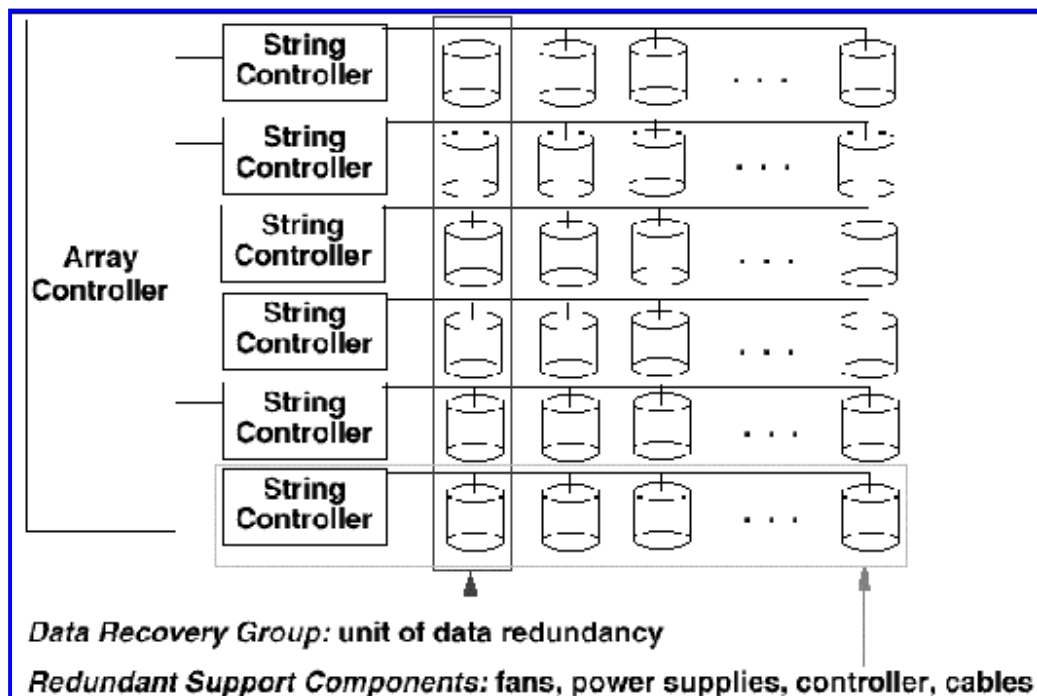 String
Controller
. . .
String
Controller
. . .
String
Controller
. . .
Array
Controller
String
Controller
. . .
String
Controller
. . .
String
Controller
. . .
Data Recovery Group: unit of data redundancy
Redundant Support Components: fans, power supplies, controller, cables